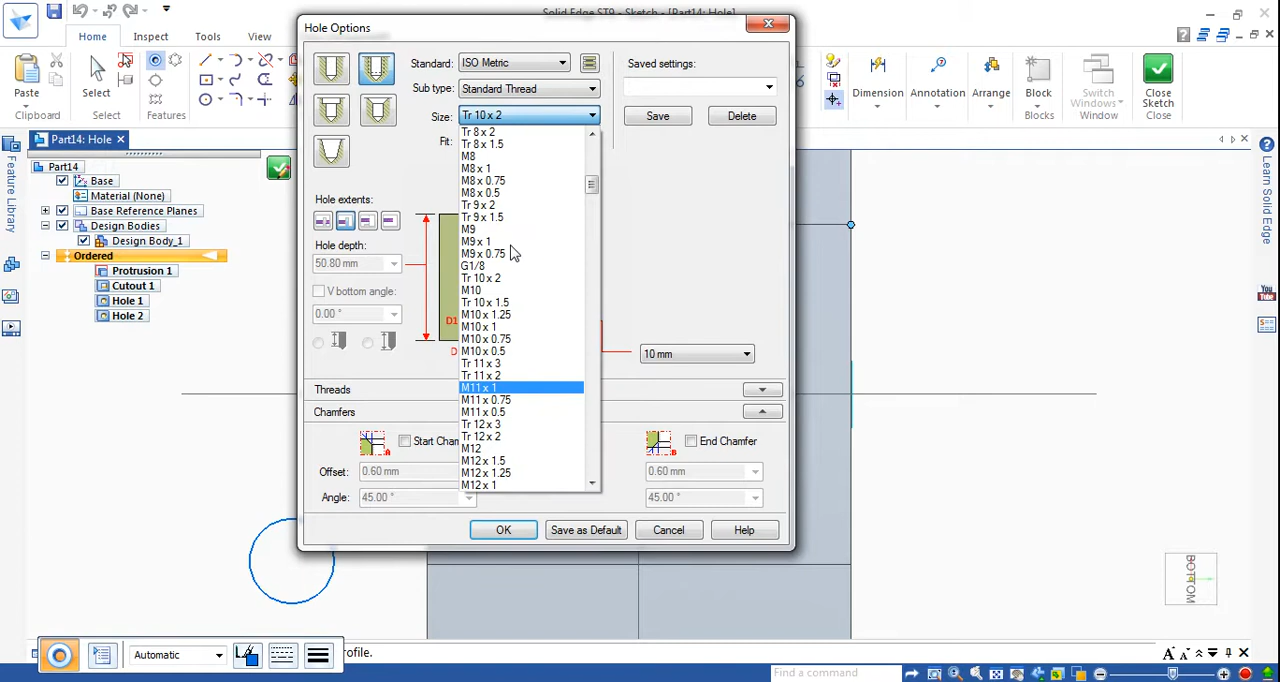 Solid Edge ST9 - Sketch - [Part14: Hole]
Home
Inspect
Tools
View
Paste
Clipboard
Select
Select
Features
Dimension
Annotation
Arrange
Block
Blocks
Switch
Windows
Window
Close
Sketch
Close
Part14: Hole
Feature Library
Learn Solid Edge
You
Part14
Base
Material (None)
Base Reference Planes
Design Bodies
Design Body_1
Ordered
Protrusion 1
Cutout 1
Hole 1
Hole 2
Hole Options
Standard:
ISO Metric
Sub type:
Standard Thread
Size:
Tr 10 x 2
Fit:
Saved settings:
Save
Delete
Tr 8 x 2
Tr 8 x 1.5
M8
M8 x 1
M8 x 0.75
M8 x 0.5
Tr 9 x 2
Tr 9 x 1.5
M9
M9 x 1
M9 x 0.75
G1/8
Tr 10 x 2
M10
Tr 10 x 1.5
M10 x 1.25
M10 x 1
M10 x 0.75
M10 x 0.5
Tr 11 x 3
Tr 11 x 2
M11 x 1
M11 x 0.75
M11 x 0.5
Tr 12 x 3
Tr 12 x 2
M12
M12 x 1.5
M12 x 1.25
M12 x 1
Hole extents:
Hole depth:
50.80 mm
V bottom angle:
0.00 °
D1
D
10 mm
Threads
Chamfers
Start Cham
End Chamfer
Offset:
0.60 mm
0.60 mm
Angle:
45.00 °
45.00 °
OK
Save as Default
Cancel
Help
BOTTOM
Automatic
rofile.
Find a command